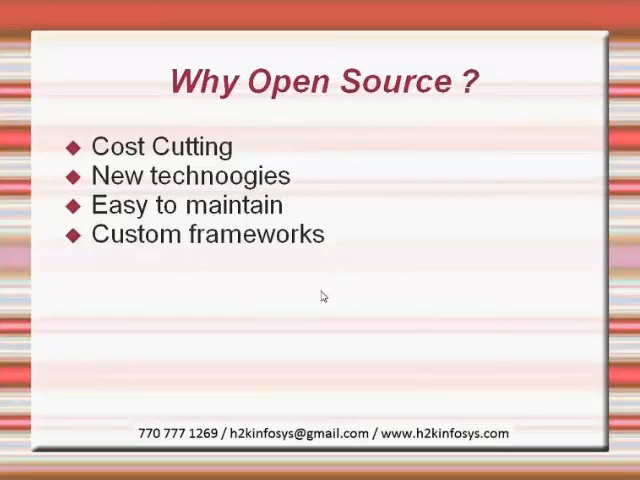 Why Open Source ?
Cost Cutting
New technoogies
Easy to maintain
Custom frameworks
770 777 1269 / h2kinfosys@gmail.com / www.h2kinfosys.com